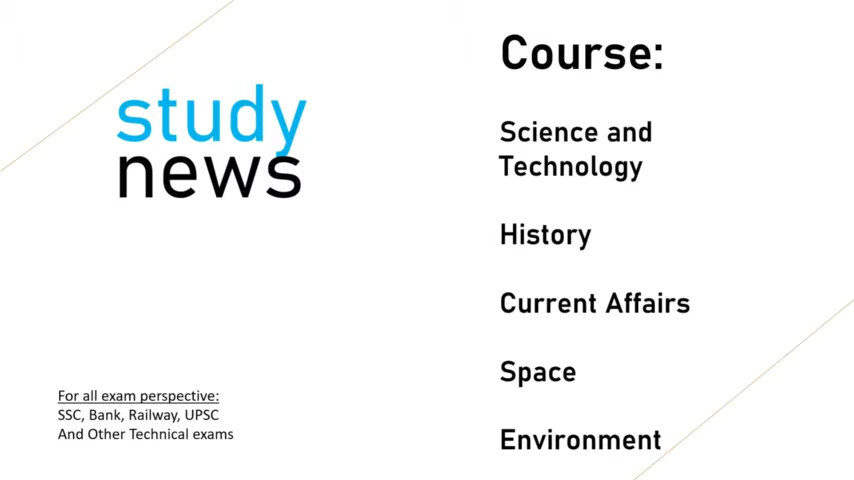 study
news
For all exam perspective:
SSC, Bank, Railway, UPSC
And Other Technical exams
Course:
Science and
Technology
History
Current Affairs
Space
Environment